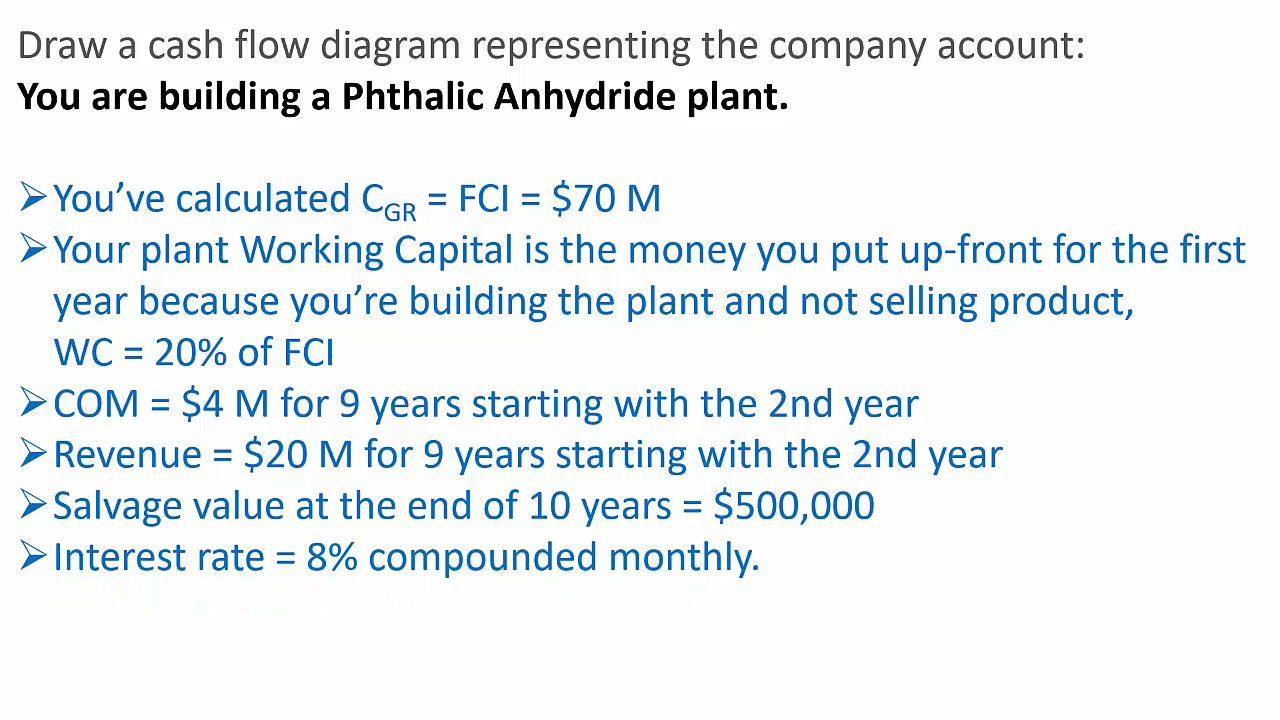 Draw a cash flow diagram representing the company account:
You are building a Phthalic Anhydride plant.
➢You’ve calculated CGR = FCI = $70 M
➢Your plant Working Capital is the money you put up-front for the first
year because you’re building the plant and not selling product,
WC = 20% of FCI
➢COM = $4 M for 9 years starting with the 2nd year
➢Revenue = $20 M for 9 years starting with the 2nd year
➢Salvage value at the end of 10 years = $500,000
➢Interest rate = 8% compounded monthly.